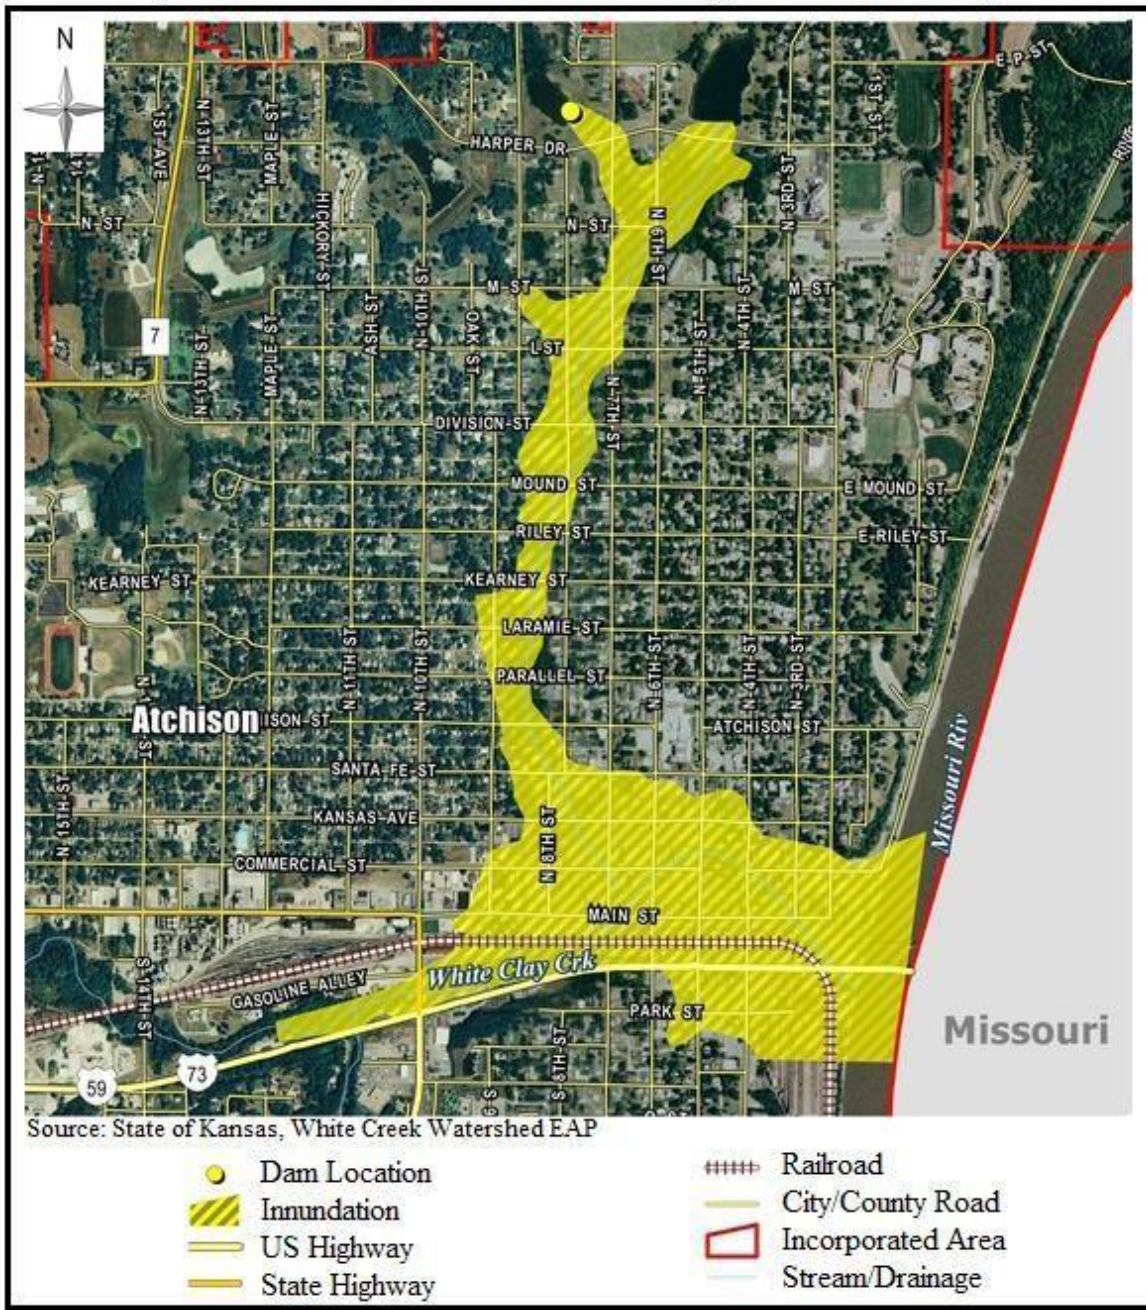 N
E P ST
1ST AVE
N 13TH ST
MAPLE ST
1ST ST
HARPER DR
N 3RD ST
HICKORY ST
N ST
N 10TH ST
N ST
N 6TH ST
M ST
M ST
ASH ST
OAK ST
N 4TH ST
7
N 13TH ST
MAPLE ST
L ST
N 5TH ST
N 7TH ST
DIVISION ST
MOUND ST
E MOUND ST
RILEY ST
E RILEY ST
KEARNEY ST
KEARNEY ST
LARAMIE ST
N 11TH ST
N 10TH ST
PARALLEL ST
N 6TH ST
N 4TH ST
N 3RD ST
Atchison
ISON ST
ATCHISON ST
SANTA FE ST
N 15TH ST
KANSAS AVE
N 8TH ST
COMMERCIAL ST
Missouri Riv
MAIN ST
White Clay Crk
GASOLINE ALLEY
S 14TH ST
PARK ST
Missouri
S 8TH ST
73
59
Source: State of Kansas, White Creek Watershed EAP
Dam Location
Innundation
US Highway
State Highway
Railroad
City/County Road
Incorporated Area
Stream/Drainage